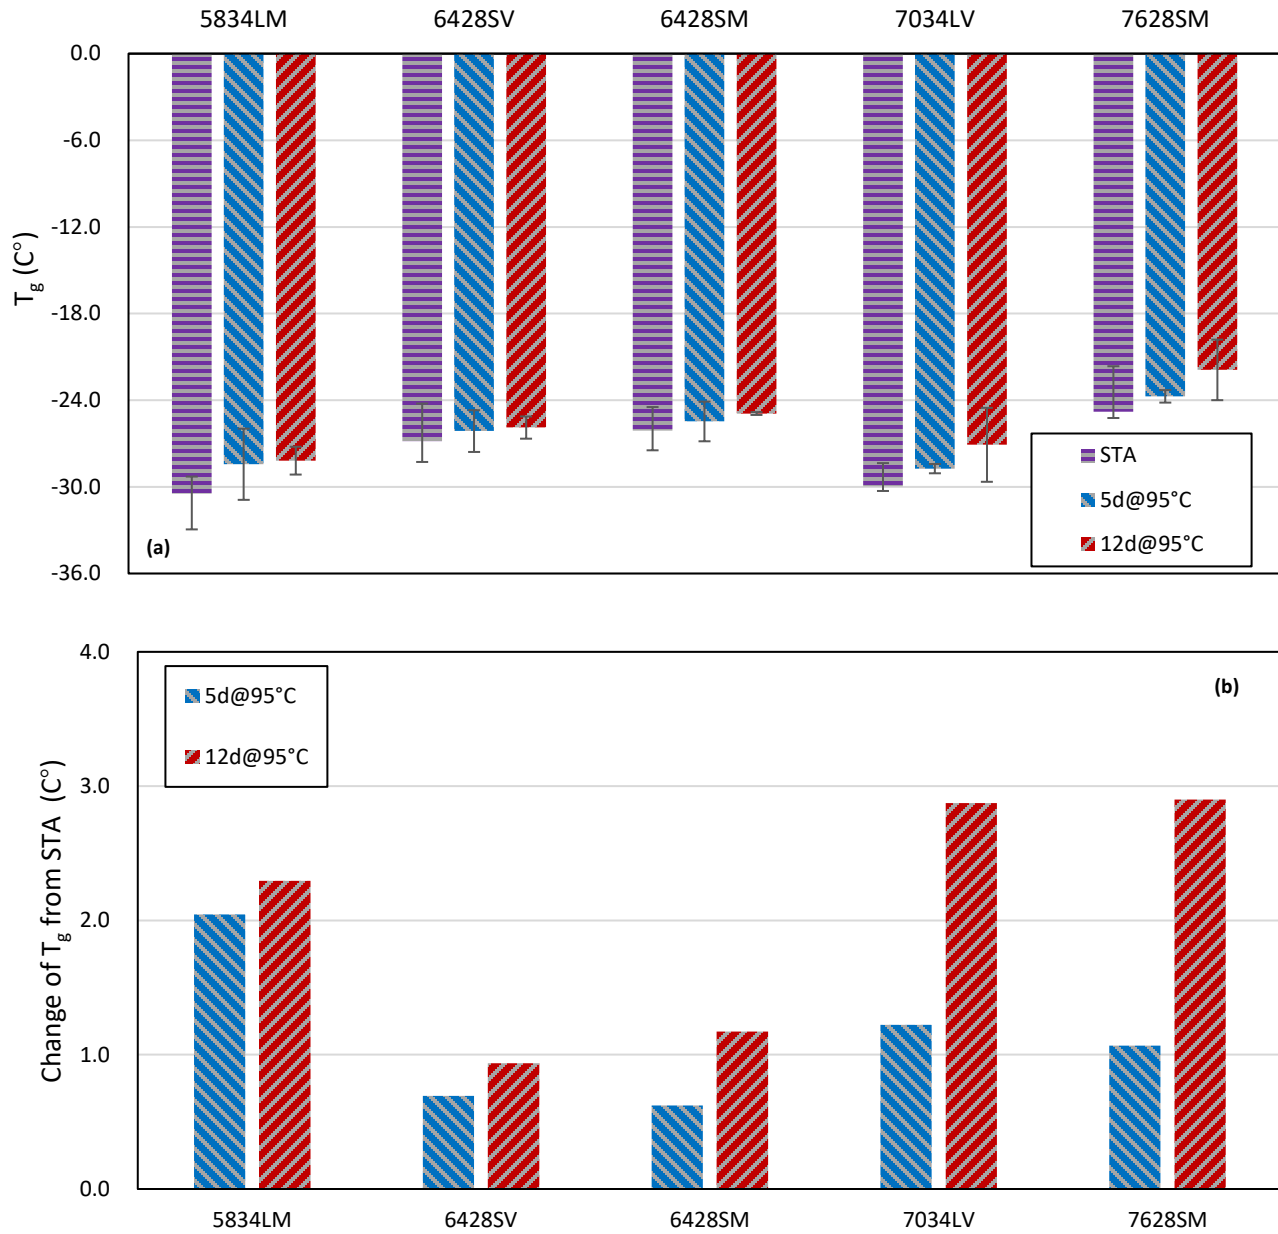 5834LM 6428SV 6428SM 7034LV 7628SM
0.0
-6.0
-12.0
-18.0
-24.0
-30.0
-36.0
Tg (C°)
STA
5d@95°C
12d@95°C
(a)
4.0
3.0
2.0
1.0
0.0
Change of Tg from STA (C°)
5d@95°C
12d@95°C
(b)
5834LM 6428SV 6428SM 7034LV 7628SM